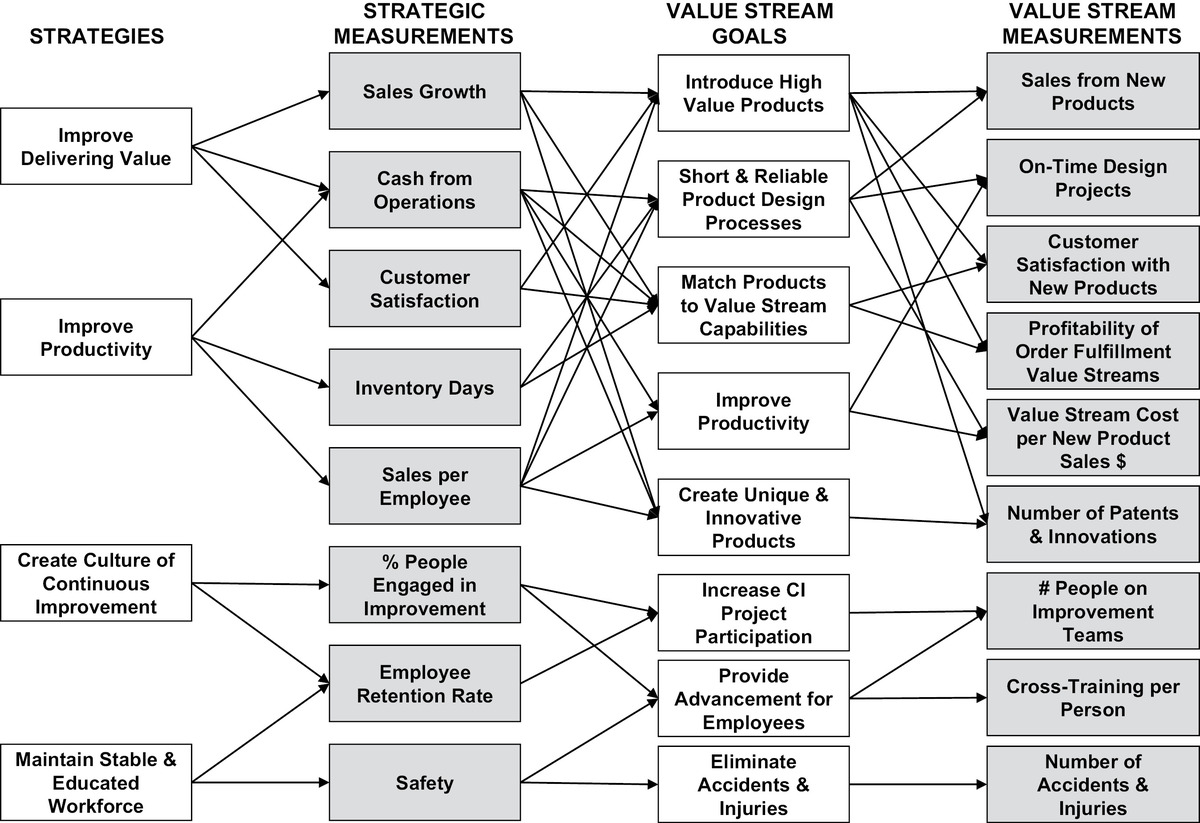 STRATEGIES
STRATEGIC
MEASUREMENTS
VALUE STREAM
GOALS
VALUE STREAM
MEASUREMENTS
Improve
Delivering Value
Improve
Productivity
Create Culture of
Continuous
Improvement
Maintain Stable &
Educated
Workforce
Sales Growth
Cash from
Operations
Customer
Satisfaction
Inventory Days
Sales per
Employee
% People
Engaged in
Improvement
Employee
Retention Rate
Safety
Introduce High
Value Products
Short & Reliable
Product Design
Processes
Match Products
to Value Stream
Capabilities
Improve
Productivity
Create Unique &
Innovative
Products
Increase CI
Project
Participation
Provide
Advancement for
Employees
Eliminate
Accidents &
Injuries
Sales from New
Products
On-Time Design
Projects
Customer
Satisfaction with
New Products
Profitability of
Order Fulfillment
Value Streams
Value Stream Cost
per New Product
Sales $
Number of Patents
& Innovations
# People on
Improvement
Teams
Cross-Training per
Person
Number of
Accidents &
Injuries